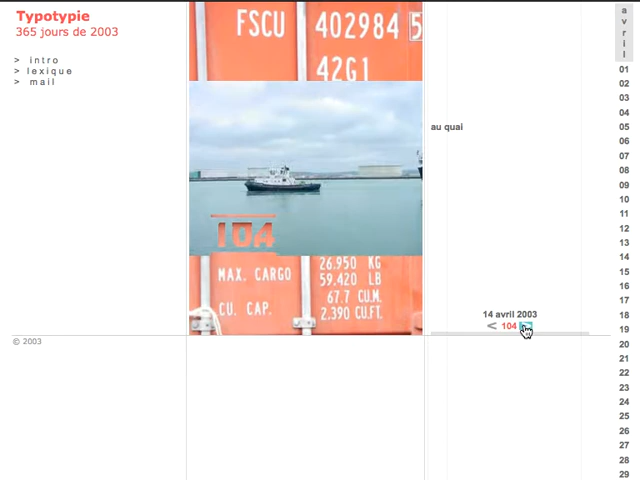 Typotypie
365 jours de 2003
> intro
> lexique
> mail
FSCU 402984 5
42G1
104
MAX. CARGO
CU. CAP.
26.950 KG
59.420 LB
67.7 CU.M.
2.390 CU.FT.
au quai
14 avril 2003
< 104
© 2003
avril
01
02
03
04
05
06
07
08
09
10
11
12
13
14
15
16
17
18
19
20
21
22
23
24
25
26
27
28
29